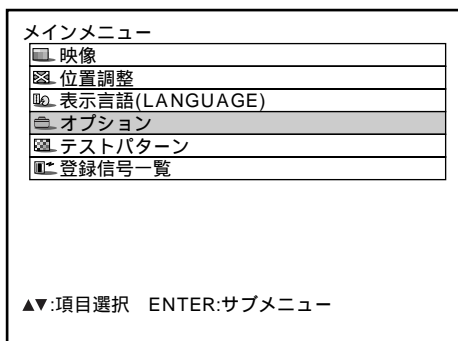 メインメニュー
映像
位置調整
表示言語(LANGUAGE)
オプション
テストパターン
登録信号一覧
▲▼:項目選択 ENTER:サブメニュー